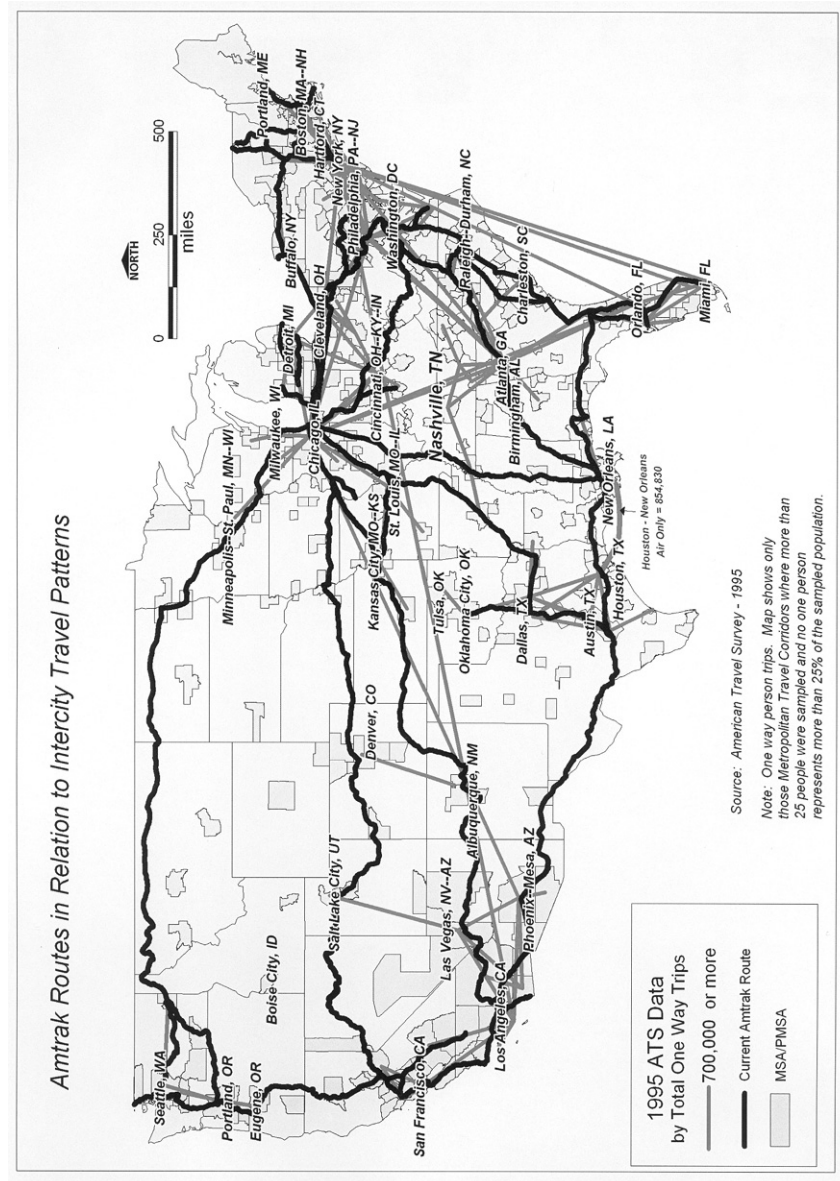 Amtrak Routes in Relation to Intercity Travel Patterns
NORTH
0 250 500
miles
Seattle, WA
Portland, OR
Eugene, OR
Boise City, ID
San Francisco, CA
Salt Lake City, UT
Las Vegas, NV--AZ
Los Angeles, CA
Phoenix--Mesa, AZ
Denver, CO
Albuquerque, NM
Minneapolis--St. Paul, MN--WI
Milwaukee, WI
Chicago, IL
Detroit, MI
Cleveland, OH
Buffalo, NY
Portland, ME
Boston, MA--NH
Hartford, CT
New York, NY
Philadelphia, PA--NJ
Washington, DC
Cincinnati, OH--KY--IN
Kansas City, MO--KS
St. Louis, MO--IL
Nashville, TN
Raleigh--Durham, NC
Tulsa, OK
Oklahoma City, OK
Dallas, TX
Austin, TX
Houston, TX
New Orleans, LA
Birmingham, AL
Atlanta, GA
Charleston, SC
Orlando, FL
Miami, FL
Houston - New Orleans
Air Only = 854,830
1995 ATS Data
by Total One Way Trips
700,000 or more
Current Amtrak Route
MSA/PMSA
Source: American Travel Survey - 1995
Note: One way person trips. Map shows only
those Metropolitan Travel Corridors where more than
25 people were sampled and no one person
represents more than 25% of the sampled population.